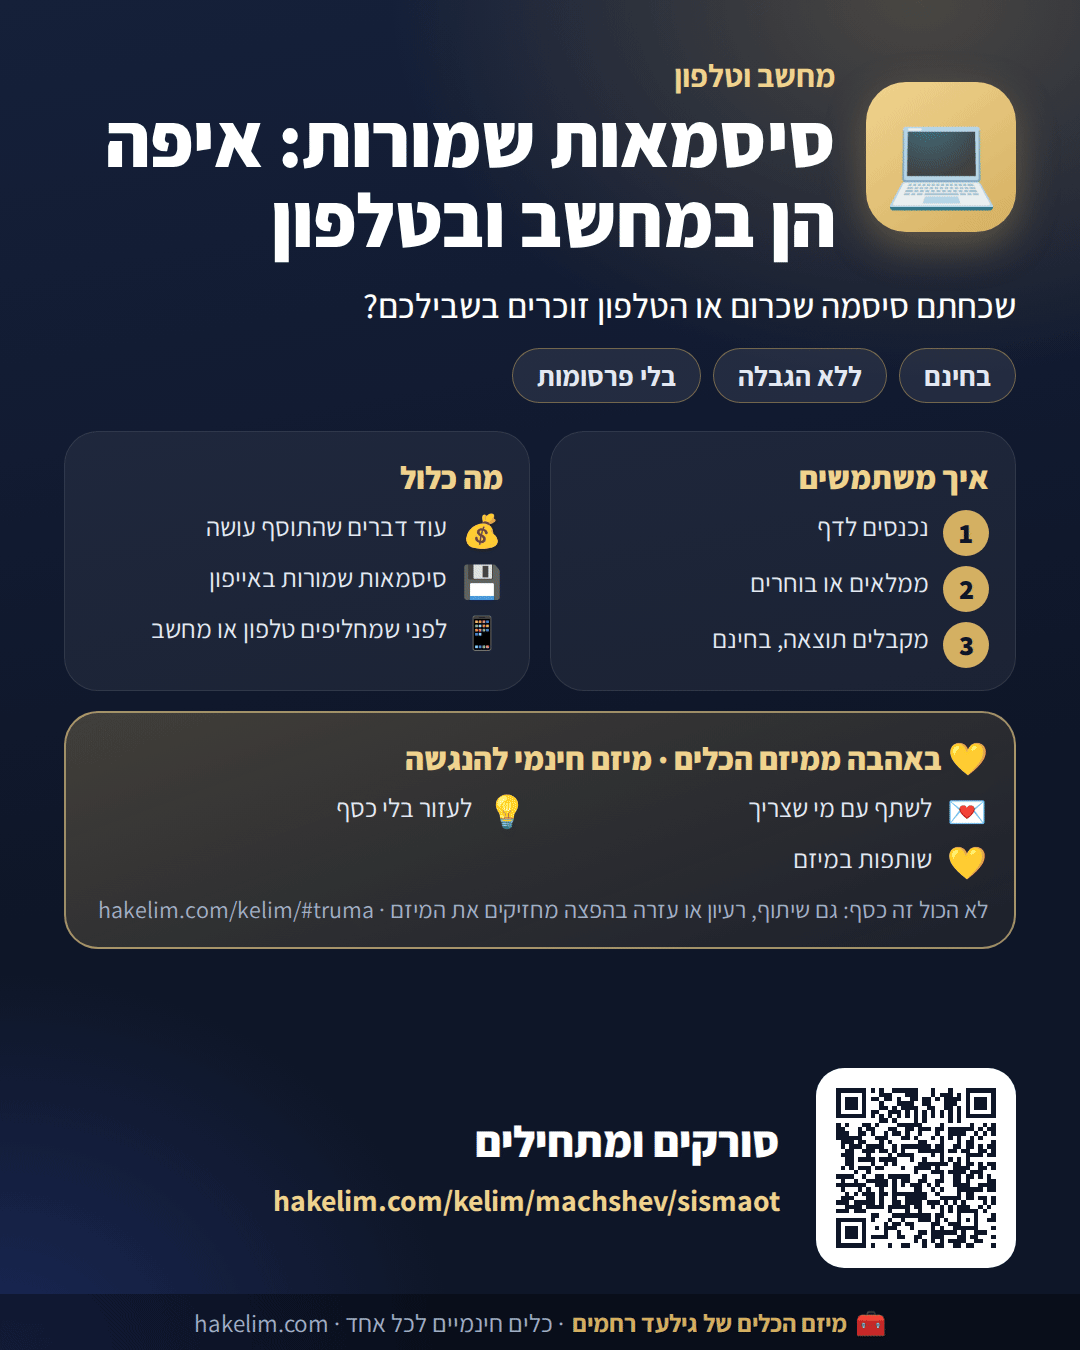 מחשב וטלפון
סיסמאות שמורות: איפה
הן במחשב ובטלפון
שכחתם סיסמה שכרום או הטלפון זוכרים בשבילכם?
בחינם
ללא הגבלה
בלי פרסומות
איך משתמשים
1 נכנסים לדף
2 ממלאים או בוחרים
3 מקבלים תוצאה, בחינם
מה כלול
עוד דברים שהתוסף עושה
סיסמאות שמורות באייפון
לפני שמחליפים טלפון או מחשב
באהבה ממיזם הכלים · מיזם חינמי להנגשה
לשתף עם מי שצריך
לעזור בלי כסף
שותפות במיזם
לא הכול זה כסף: גם שיתוף, רעיון או עזרה בהפצה מחזיקים את המיזם · hakelim.com/kelim/#truma
סורקים ומתחילים
hakelim.com/kelim/machshev/sismaot
מיזם הכלים של גילעד רחמים · כלים חינמיים לכל אחד · hakelim.com